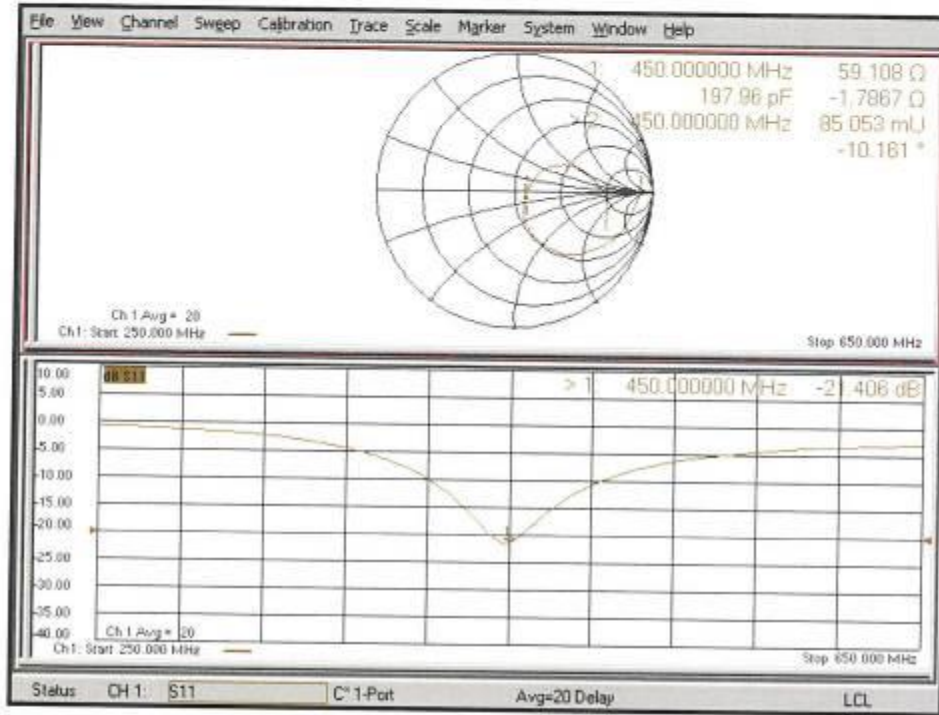 File View Channel Sweep Calibration Trace Scale Marker System Window Help
1: 450.000000 MHz 59.108 Ω
197.96 pF -1.7867 Ω
> 2: 450.000000 MHz 85.053 mU
-10.161 °
Ch 1 Avg = 20
Ch1: Start 250.000 MHz
Stop 650.000 MHz
10.00
dB S11
> 1: 450.000000 MHz -21.406 dB
5.00
0.00
-5.00
-10.00
-15.00
-20.00
-25.00
-30.00
-35.00
-40.00
Ch 1 Avg = 20
Ch1: Start 250.000 MHz
Stop 650.000 MHz
Status CH 1: S11 C* 1-Port Avg=20 Delay LCL